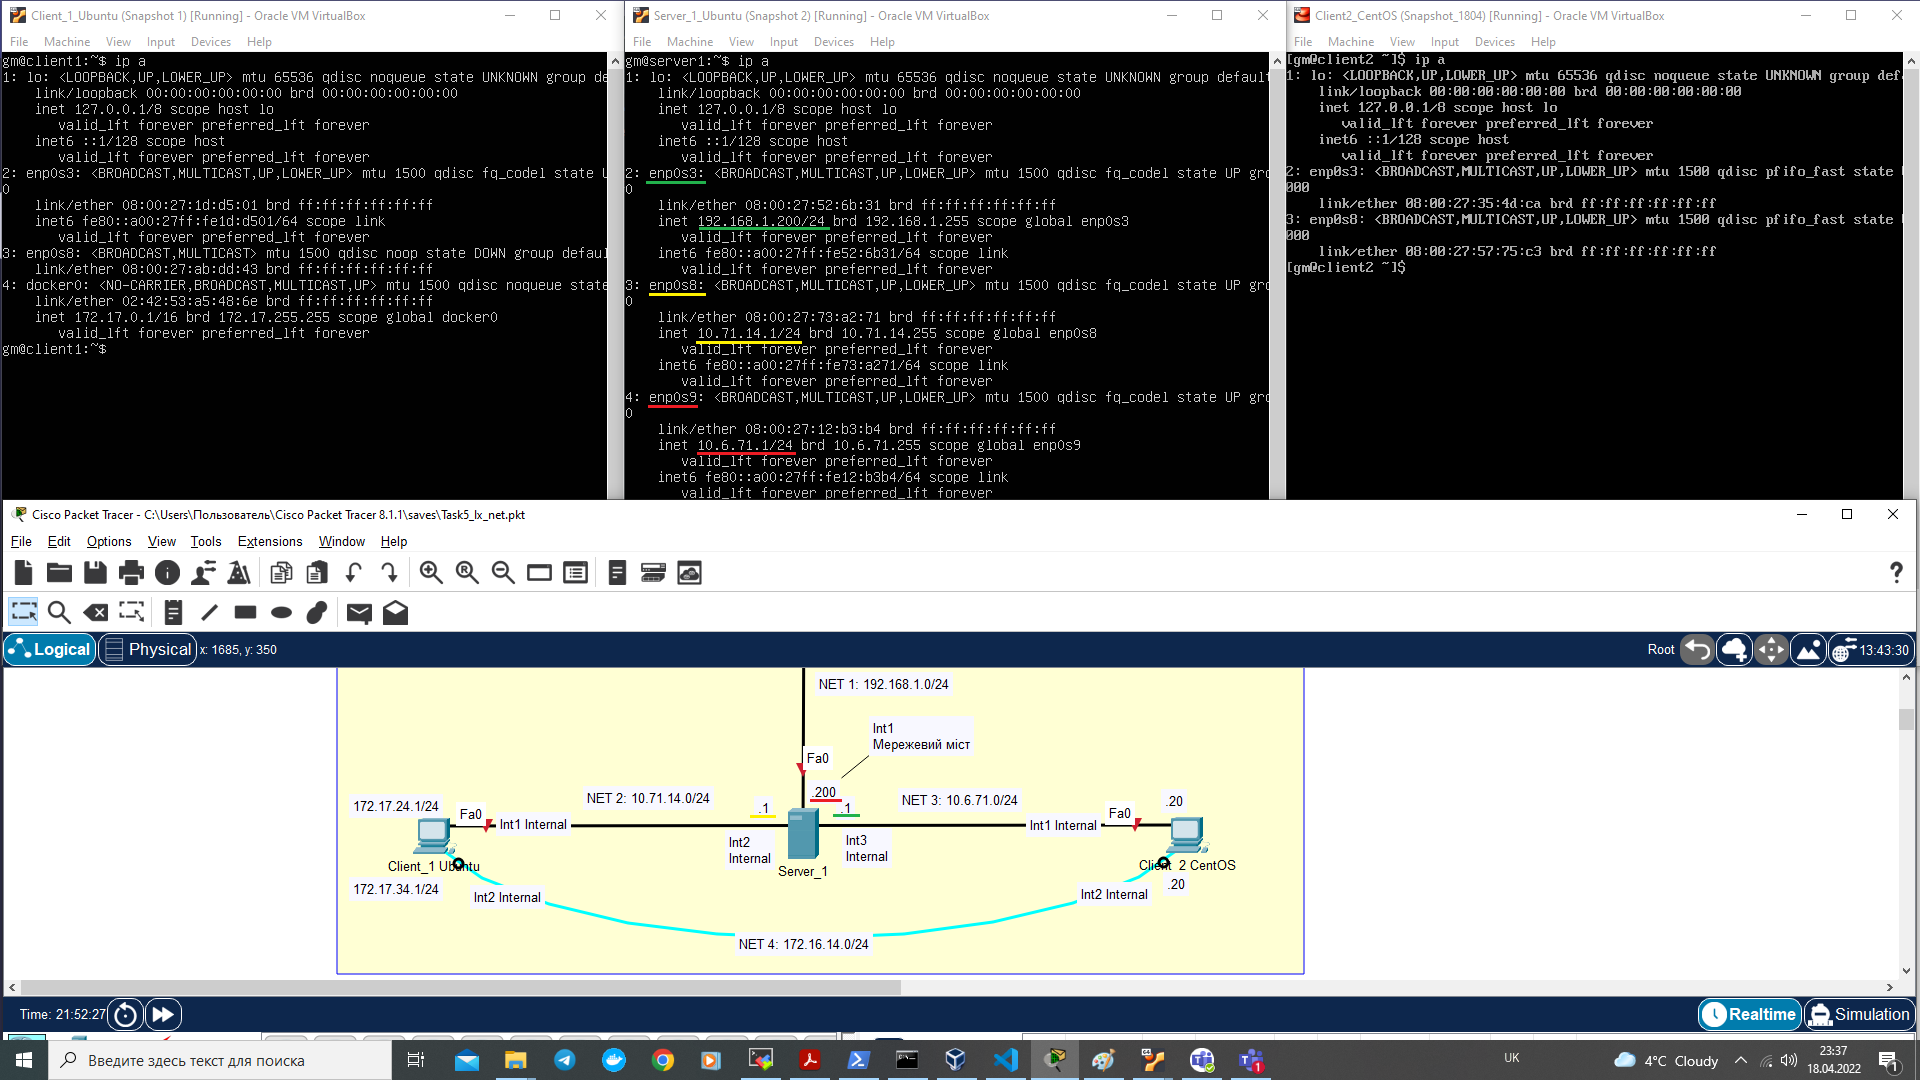 Client_1_Ubuntu (Snapshot 1) [Running] - Oracle VM VirtualBox
File Machine View Input Devices Help
gm@client1:~$ ip a
1: lo: <LOOPBACK,UP,LOWER_UP> mtu 65536 qdisc noqueue state UNKNOWN group de
link/loopback 00:00:00:00:00:00 brd 00:00:00:00:00:00
inet 127.0.0.1/8 scope host lo
valid_lft forever preferred_lft forever
inet6 ::1/128 scope host
valid_lft forever preferred_lft forever
2: enp0s3: <BROADCAST,MULTICAST,UP,LOWER_UP> mtu 1500 qdisc fq_codel state U
0
link/ether 08:00:27:1d:d5:01 brd ff:ff:ff:ff:ff:ff
inet6 fe80::a00:27ff:fe1d:d501/64 scope link
valid_lft forever preferred_lft forever
3: enp0s8: <BROADCAST,MULTICAST> mtu 1500 qdisc noop state DOWN group defaul
link/ether 08:00:27:ab:dd:43 brd ff:ff:ff:ff:ff:ff
4: docker0: <NO-CARRIER,BROADCAST,MULTICAST,UP> mtu 1500 qdisc noqueue state
link/ether 02:42:53:a5:48:6e brd ff:ff:ff:ff:ff:ff
inet 172.17.0.1/16 brd 172.17.255.255 scope global docker0
valid_lft forever preferred_lft forever
gm@client1:~$
Server_1_Ubuntu (Snapshot 2) [Running] - Oracle VM VirtualBox
File Machine View Input Devices Help
gm@server1:~$ ip a
1: lo: <LOOPBACK,UP,LOWER_UP> mtu 65536 qdisc noqueue state UNKNOWN group default
link/loopback 00:00:00:00:00:00 brd 00:00:00:00:00:00
inet 127.0.0.1/8 scope host lo
valid_lft forever preferred_lft forever
inet6 ::1/128 scope host
valid_lft forever preferred_lft forever
2: enp0s3: <BROADCAST,MULTICAST,UP,LOWER_UP> mtu 1500 qdisc fq_codel state UP gro
0
link/ether 08:00:27:52:6b:31 brd ff:ff:ff:ff:ff:ff
inet 192.168.1.200/24 brd 192.168.1.255 scope global enp0s3
valid_lft forever preferred_lft forever
inet6 fe80::a00:27ff:fe52:6b31/64 scope link
valid_lft forever preferred_lft forever
3: enp0s8: <BROADCAST,MULTICAST,UP,LOWER_UP> mtu 1500 qdisc fq_codel state UP gro
0
link/ether 08:00:27:73:a2:71 brd ff:ff:ff:ff:ff:ff
inet 10.71.14.1/24 brd 10.71.14.255 scope global enp0s8
valid_lft forever preferred_lft forever
inet6 fe80::a00:27ff:fe73:a271/64 scope link
valid_lft forever preferred_lft forever
4: enp0s9: <BROADCAST,MULTICAST,UP,LOWER_UP> mtu 1500 qdisc fq_codel state UP gro
0
link/ether 08:00:27:12:b3:b4 brd ff:ff:ff:ff:ff:ff
inet 10.6.71.1/24 brd 10.6.71.255 scope global enp0s9
valid_lft forever preferred_lft forever
inet6 fe80::a00:27ff:fe12:b3b4/64 scope link
valid_lft forever preferred_lft forever
Client2_CentOS (Snapshot_1804) [Running] - Oracle VM VirtualBox
File Machine View Input Devices Help
[gm@client2 ~]$ ip a
1: lo: <LOOPBACK,UP,LOWER_UP> mtu 65536 qdisc noqueue state UNKNOWN group defa
link/loopback 00:00:00:00:00:00 brd 00:00:00:00:00:00
inet 127.0.0.1/8 scope host lo
valid_lft forever preferred_lft forever
inet6 ::1/128 scope host
valid_lft forever preferred_lft forever
2: enp0s3: <BROADCAST,MULTICAST,UP,LOWER_UP> mtu 1500 qdisc pfifo_fast state U
000
link/ether 08:00:27:35:4d:ca brd ff:ff:ff:ff:ff:ff
3: enp0s8: <BROADCAST,MULTICAST,UP,LOWER_UP> mtu 1500 qdisc pfifo_fast state U
000
link/ether 08:00:27:57:75:c3 brd ff:ff:ff:ff:ff:ff
[gm@client2 ~]$
Cisco Packet Tracer - C:\Users\Пользователь\Cisco Packet Tracer 8.1.1\saves\Task5_lx_net.pkt
File Edit Options View Tools Extensions Window Help
?
Logical Physical x: 1685, y: 350 Root 13:43:30
NET 1: 192.168.1.0/24
Int1
Мережевий міст
Fa0
.200
172.17.24.1/24 Fa0 Int1 Internal NET 2: 10.71.14.0/24 .1 .1 NET 3: 10.6.71.0/24 Int1 Internal Fa0 .20
Int2
Internal
Int3
Internal
Client_1 Ubuntu Server_1 Client_2 CentOS
172.17.34.1/24 .20
Int2 Internal Int2 Internal
NET 4: 172.16.14.0/24
Time: 21:52:27 Realtime Simulation
Введите здесь текст для поиска
1
4°C Cloudy
UK
23:37
18.04.2022
1